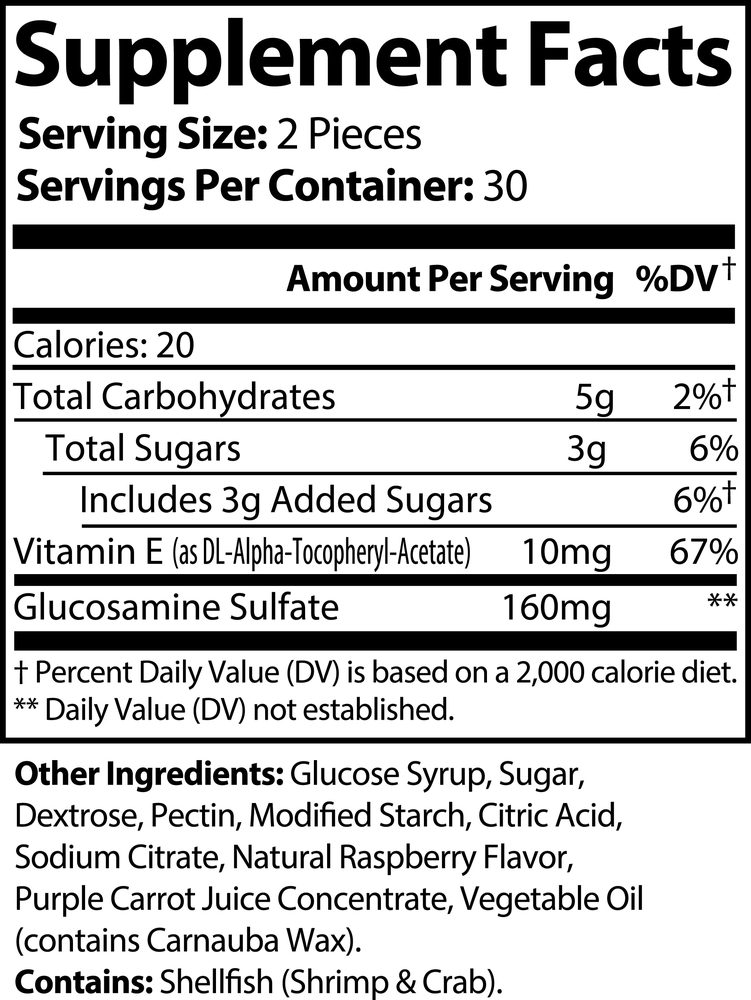 Supplement Facts
Serving Size: 2 Pieces
Servings Per Container: 30
Amount Per Serving %DV†
Calories: 20
Total Carbohydrates 5g 2%†
Total Sugars 3g 6%
Includes 3g Added Sugars 6%†
Vitamin E (as DL-Alpha-Tocopheryl-Acetate) 10mg 67%
Glucosamine Sulfate 160mg **
† Percent Daily Value (DV) is based on a 2,000 calorie diet.
** Daily Value (DV) not established.
Other Ingredients: Glucose Syrup, Sugar,
Dextrose, Pectin, Modified Starch, Citric Acid,
Sodium Citrate, Natural Raspberry Flavor,
Purple Carrot Juice Concentrate, Vegetable Oil
(contains Carnauba Wax).
Contains: Shellfish (Shrimp & Crab).